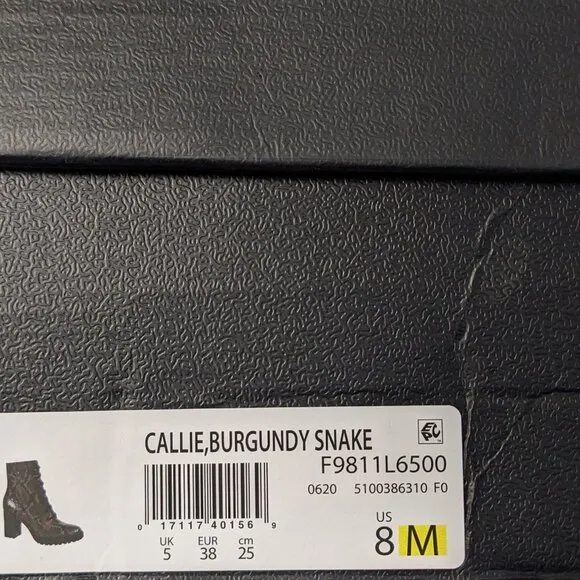 CALLIE,BURGUNDY SNAKE
F9811L6500
0620 5100386310 F0
0 17117 40156 9
UK EUR cm US
5 38 25 8 M